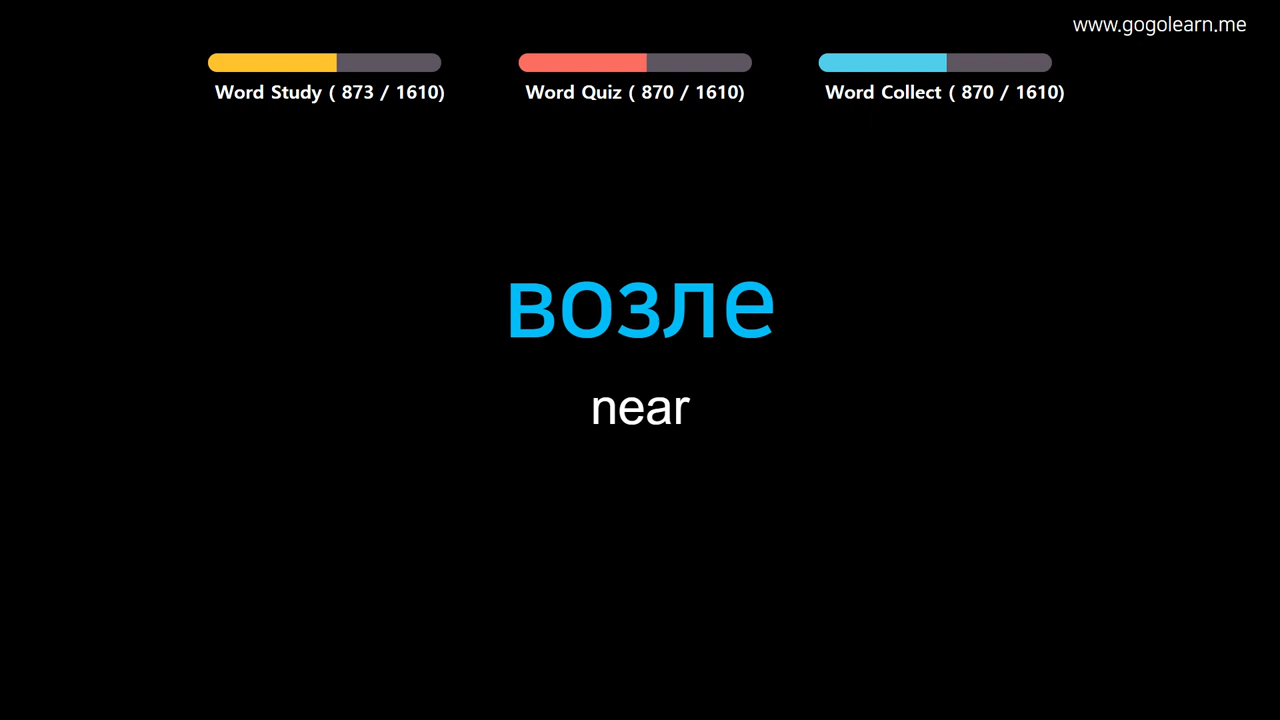 www.gogolearn.me
Word Study ( 873 / 1610)
Word Quiz ( 870 / 1610)
Word Collect ( 870 / 1610)
возле
near